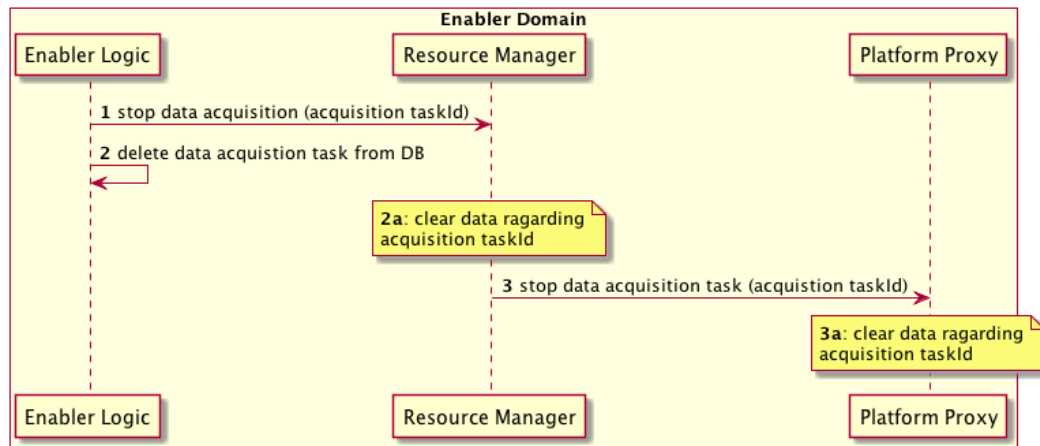 Enabler Domain
Enabler Logic
Resource Manager
Platform Proxy
1 stop data acquisition (acquisition taskId)
2 delete data acquistion task from DB
2a: clear data ragarding
acquisition taskId
3 stop data acquisition task (acquistion taskId)
3a: clear data ragarding
acquisition taskId
Enabler Logic
Resource Manager
Platform Proxy